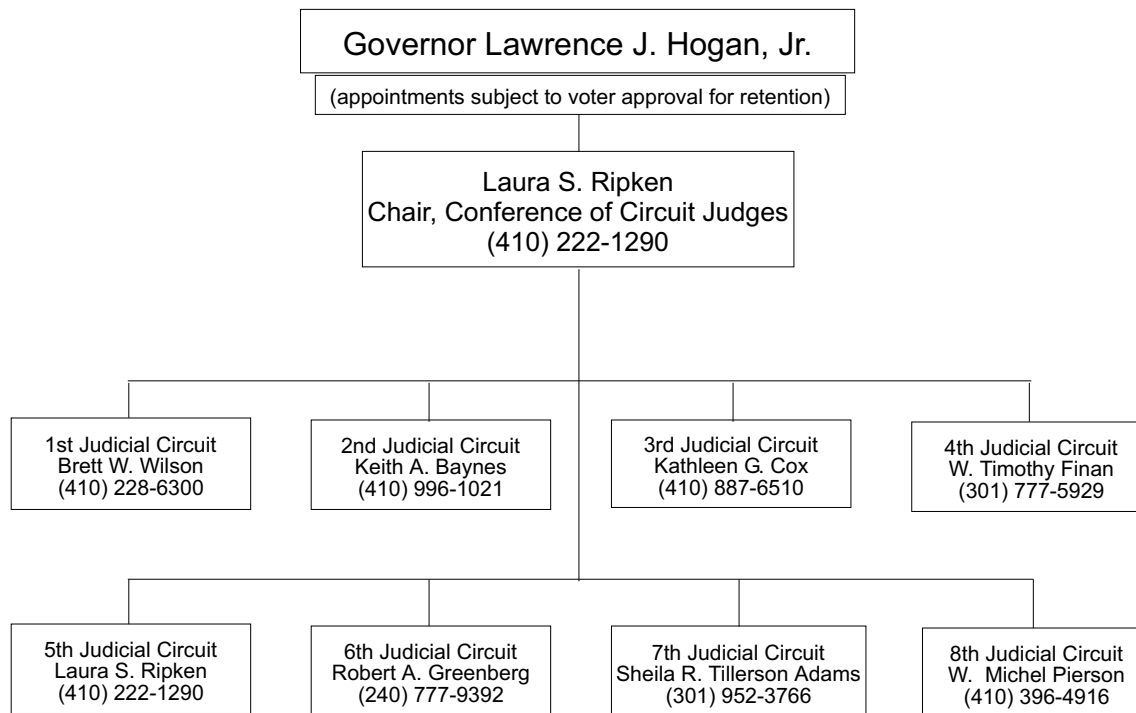 Governor Lawrence J. Hogan, Jr.
(appointments subject to voter approval for retention)
Laura S. Ripken
Chair, Conference of Circuit Judges
(410) 222-1290
1st Judicial Circuit
Brett W. Wilson
(410) 228-6300
2nd Judicial Circuit
Keith A. Baynes
(410) 996-1021
3rd Judicial Circuit
Kathleen G. Cox
(410) 887-6510
4th Judicial Circuit
W. Timothy Finan
(301) 777-5929
5th Judicial Circuit
Laura S. Ripken
(410) 222-1290
6th Judicial Circuit
Robert A. Greenberg
(240) 777-9392
7th Judicial Circuit
Sheila R. Tillerson Adams
(301) 952-3766
8th Judicial Circuit
W. Michel Pierson
(410) 396-4916